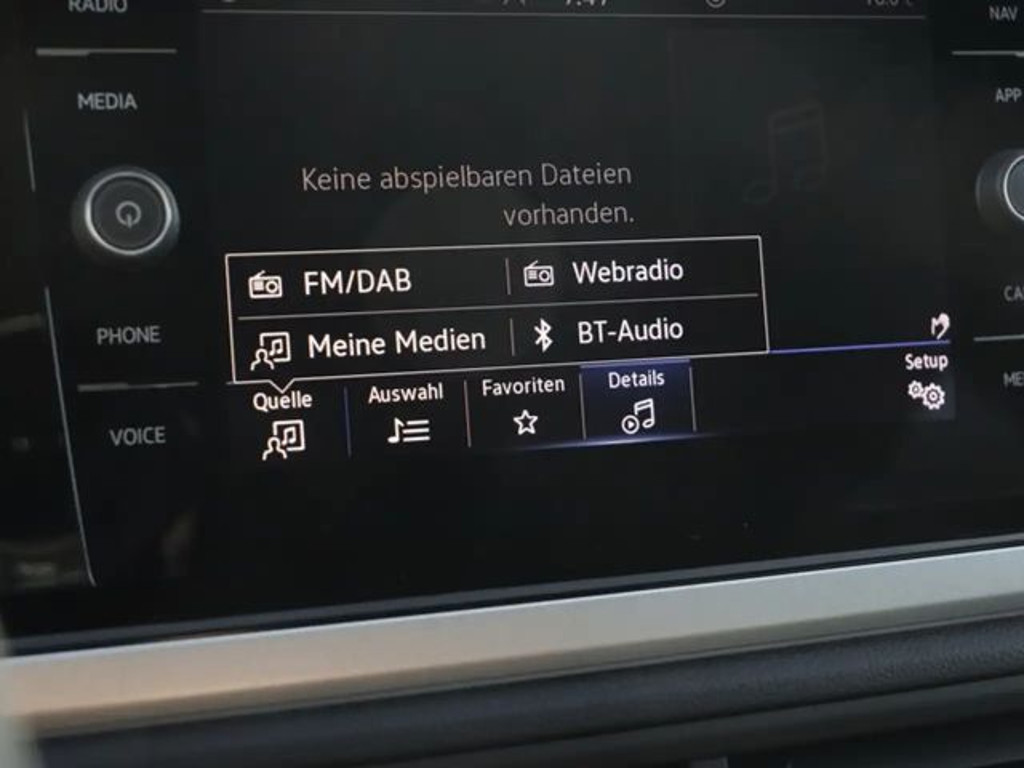 RADIO
NAV
MEDIA
APP
Keine abspielbaren Dateien
vorhanden.
FM/DAB
Webradio
Meine Medien
BT-Audio
PHONE
Quelle
Auswahl
Favoriten
Details
Setup
VOICE